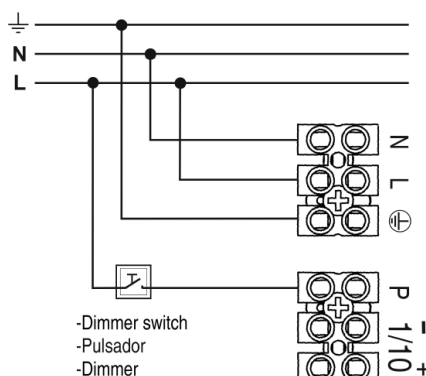 N
L
N
L
P
- 1/10 +
-Dimmer switch
-Pulsador
-Dimmer